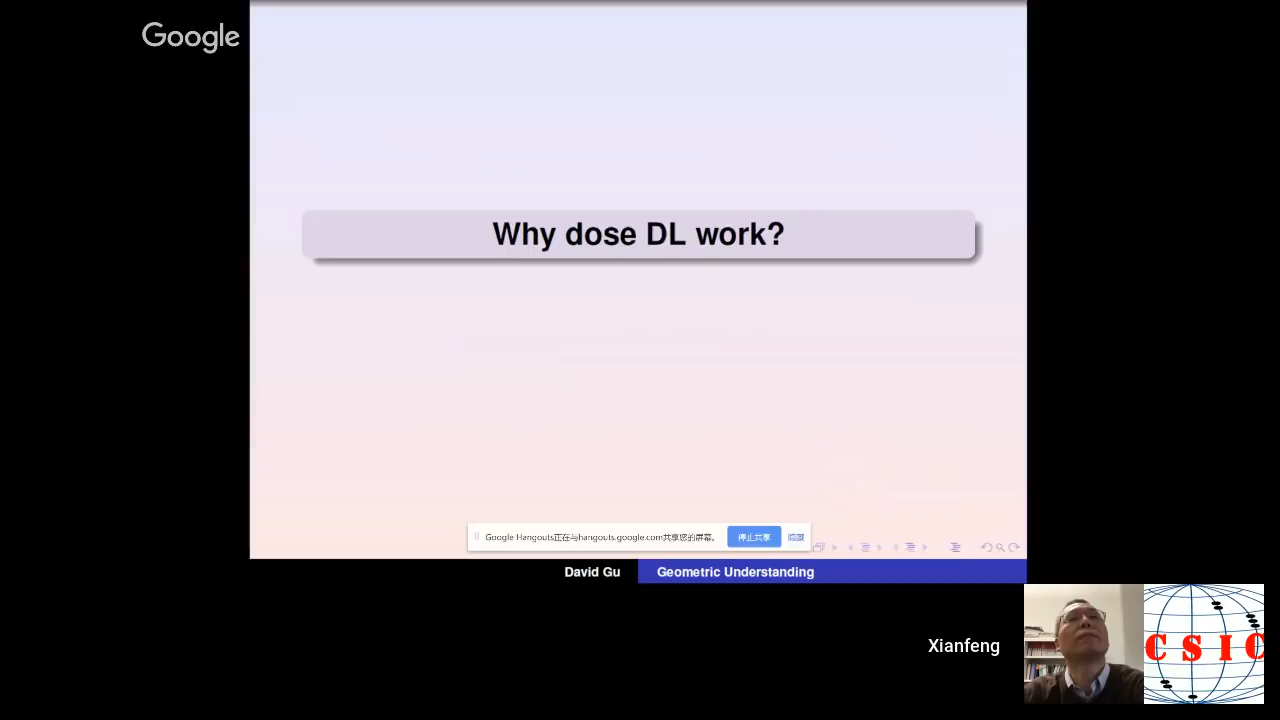 Google
Why dose DL work?
Google Hangouts正在与hangouts.google.com共享您的屏幕。 停止共享 隐藏
David Gu Geometric Understanding
Xianfeng
C S I C